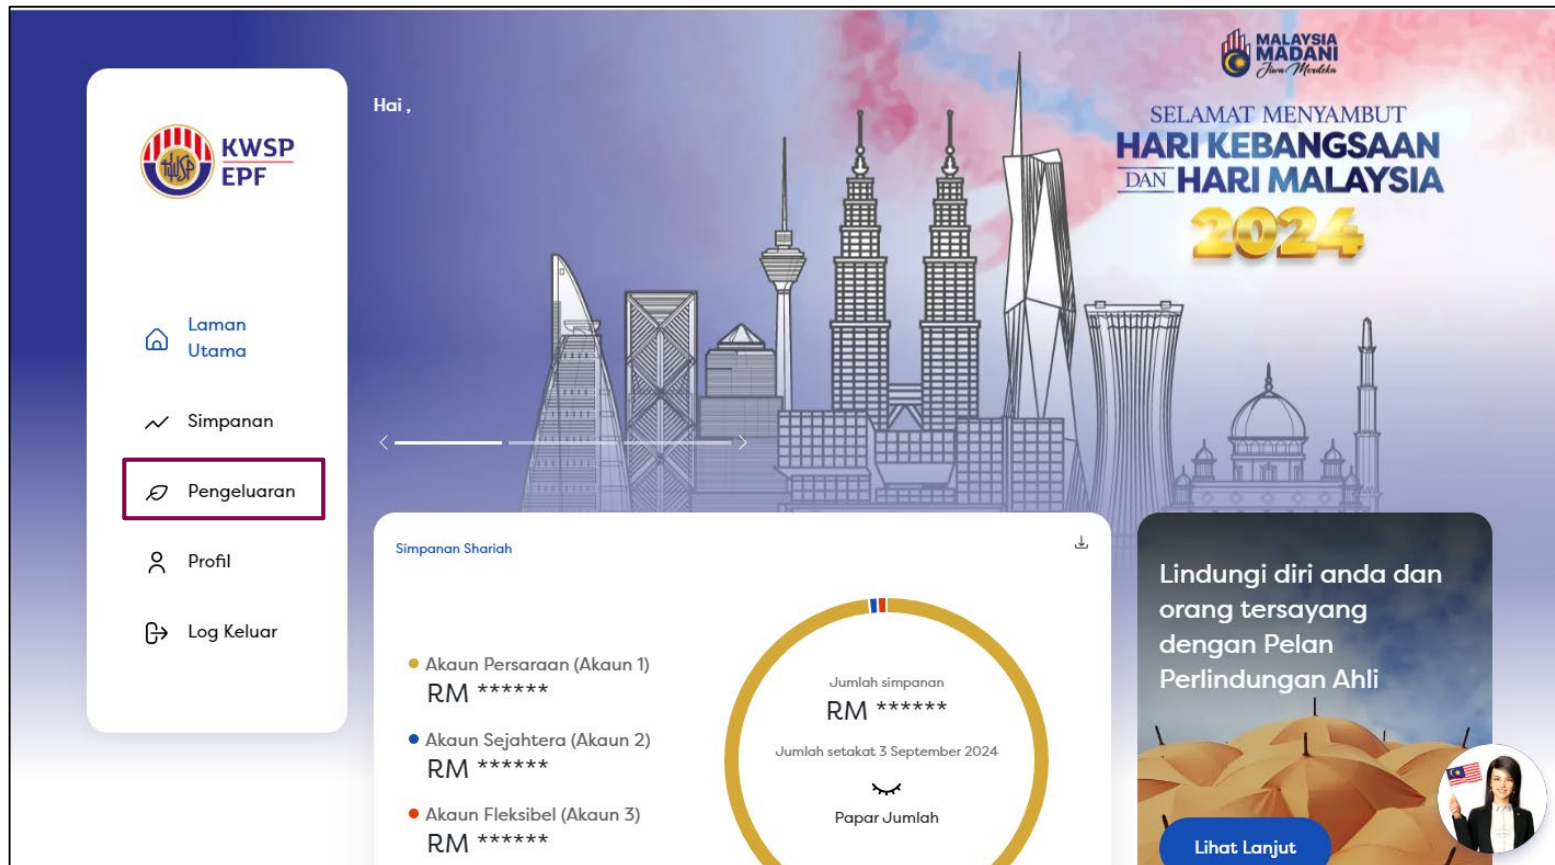 KWSP
EPF
Laman
Utama
Simpanan
Pengeluaran
Profil
Log Keluar
Hai ,
MALAYSIA
MADANI
Jiwa Merdeka
SELAMAT MENYAMBUT
HARI KEBANGSAAN
DAN HARI MALAYSIA
2024
Simpanan Shariah
Akaun Persaraan (Akaun 1)
RM ******
Akaun Sejahtera (Akaun 2)
RM ******
Akaun Fleksibel (Akaun 3)
RM ******
Jumlah simpanan
RM ******
Jumlah setakat 3 September 2024
Papar Jumlah
Lindungi diri anda dan
orang tersayang
dengan Pelan
Perlindungan Ahli
Lihat Lanjut